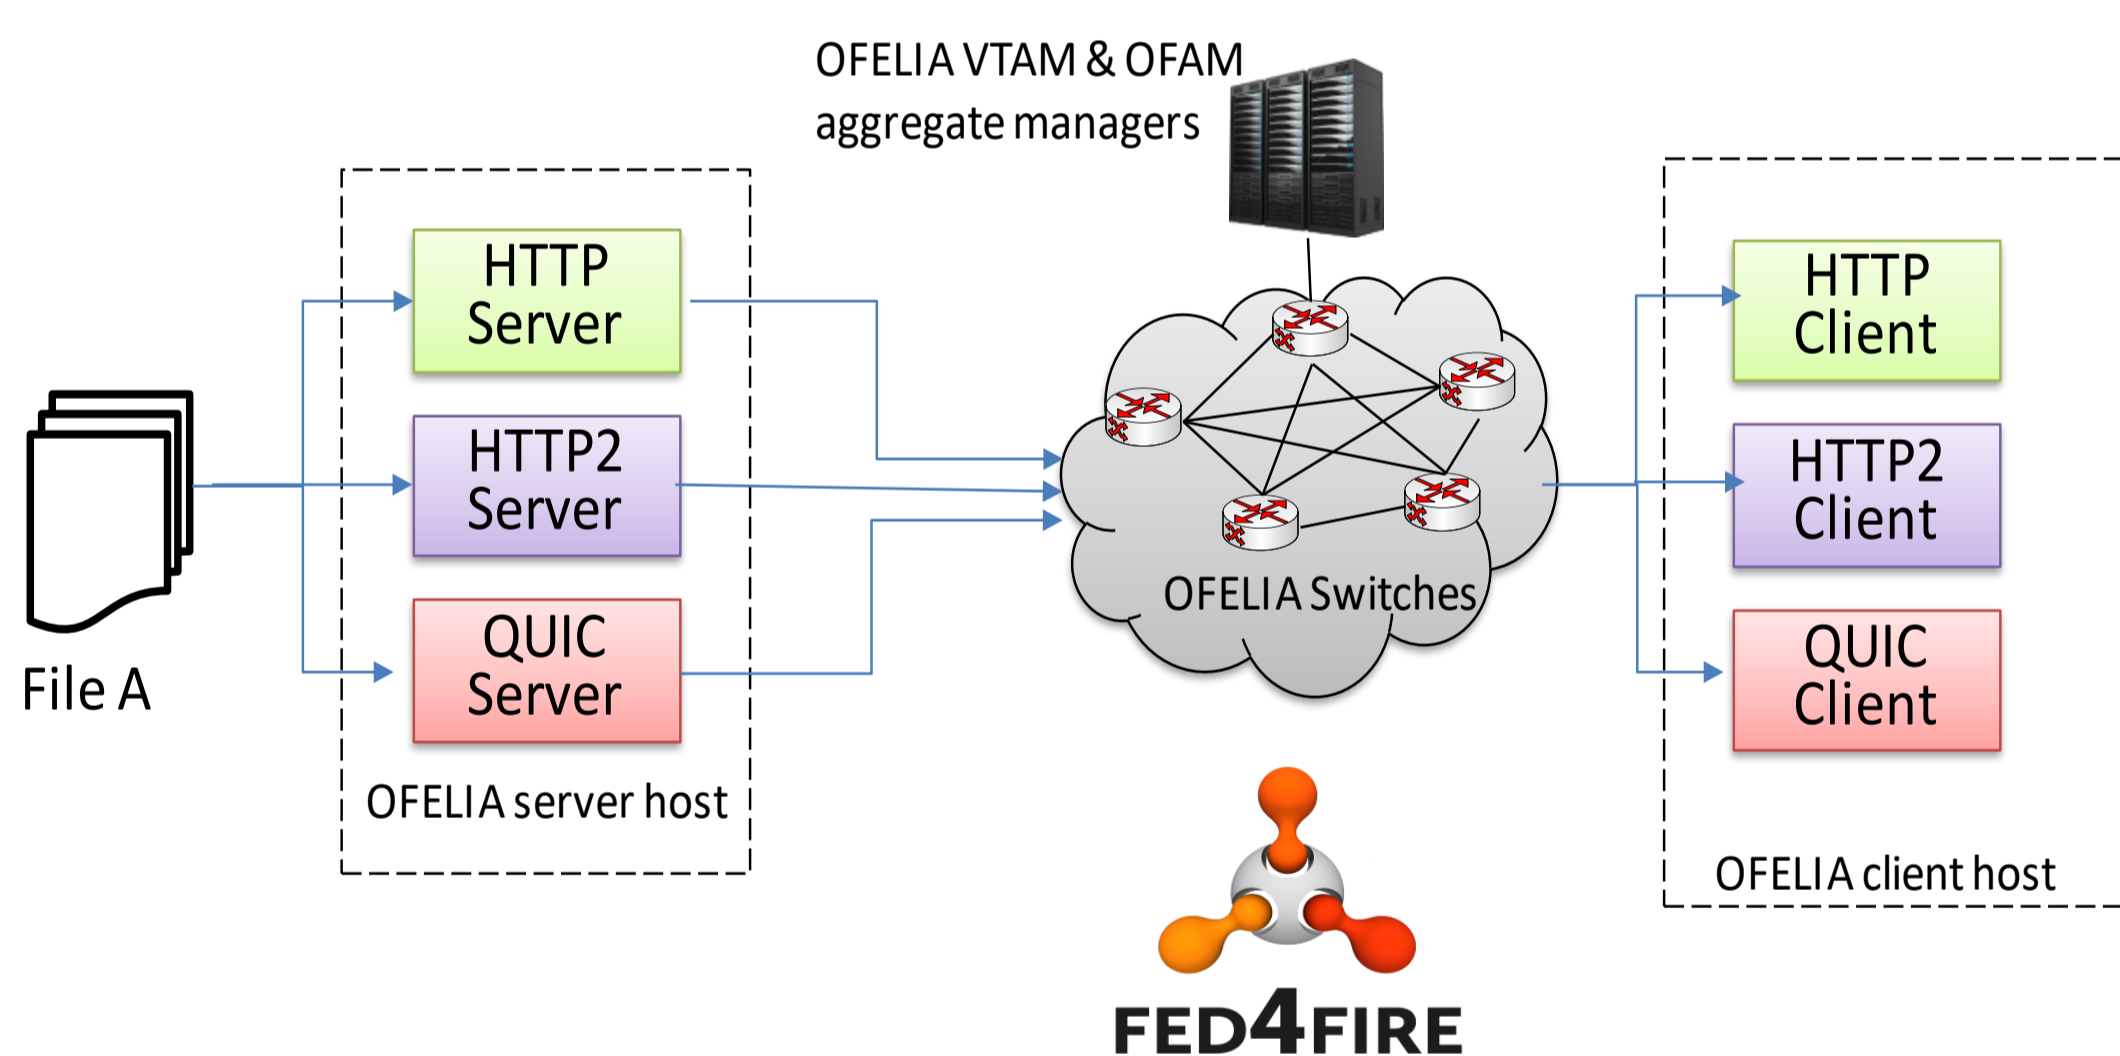 OFELIA VTAM & OFAM
aggregate managers
HTTP
Server
HTTP2
Server
QUIC
Server
OFELIA server host
File A
OFELIA Switches
HTTP
Client
HTTP2
Client
QUIC
Client
OFELIA client host
FED4FIRE